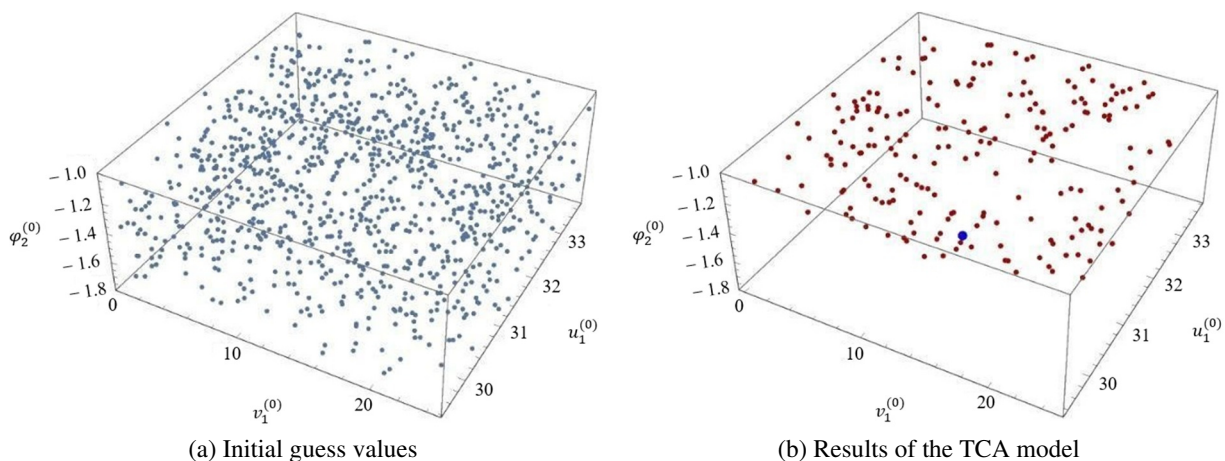 − 1.0
− 1.2
φ₂⁽⁰⁾ − 1.4
− 1.6
− 1.8
0
10
20
v₁⁽⁰⁾
30
31
32
33
u₁⁽⁰⁾
(a) Initial guess values
− 1.0
− 1.2
φ₂⁽⁰⁾ − 1.4
− 1.6
− 1.8
0
10
20
v₁⁽⁰⁾
30
31
32
33
u₁⁽⁰⁾
(b) Results of the TCA model